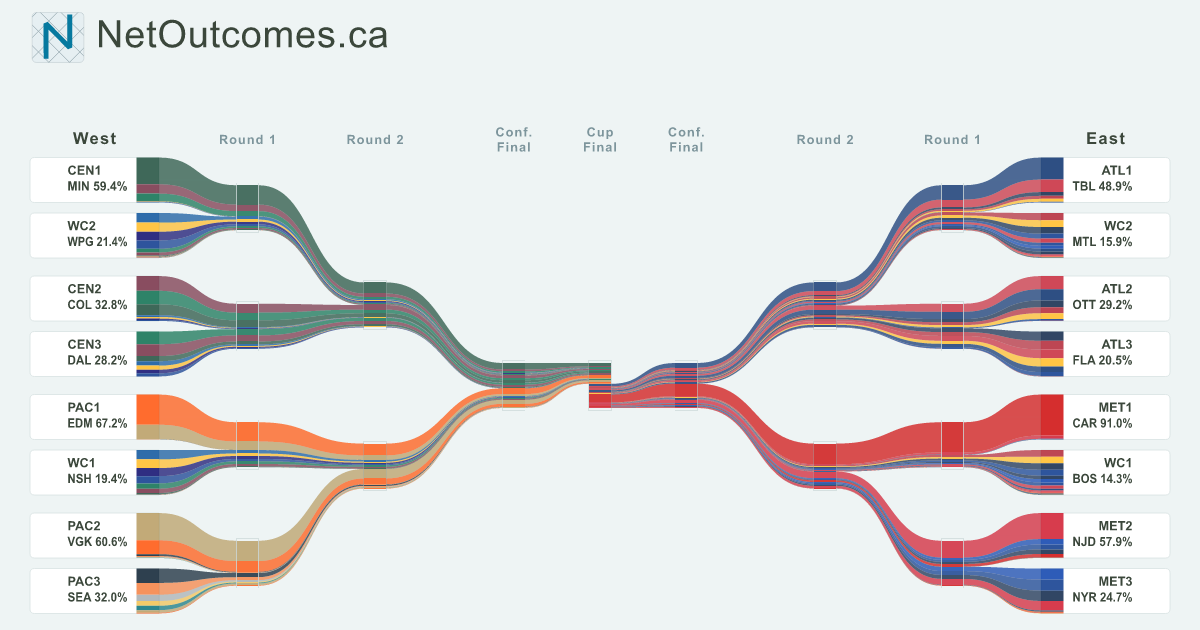 NetOutcomes.ca
West
Round 1
Round 2
Conf.
Final
Cup
Final
Conf.
Final
Round 2
Round 1
East
CEN1
MIN 59.4%
WC2
WPG 21.4%
CEN2
COL 32.8%
CEN3
DAL 28.2%
PAC1
EDM 67.2%
WC1
NSH 19.4%
PAC2
VGK 60.6%
PAC3
SEA 32.0%
ATL1
TBL 48.9%
WC2
MTL 15.9%
ATL2
OTT 29.2%
ATL3
FLA 20.5%
MET1
CAR 91.0%
WC1
BOS 14.3%
MET2
NJD 57.9%
MET3
NYR 24.7%